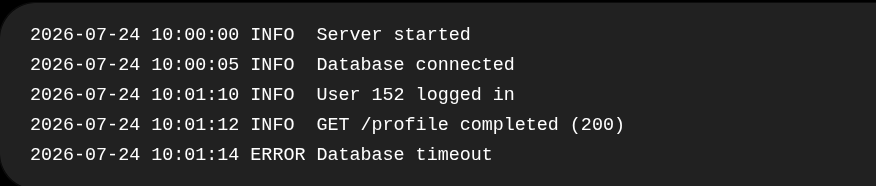 2026-07-24 10:00:00 INFO  Server started
2026-07-24 10:00:05 INFO  Database connected
2026-07-24 10:01:10 INFO  User 152 logged in
2026-07-24 10:01:12 INFO  GET /profile completed (200)
2026-07-24 10:01:14 ERROR Database timeout